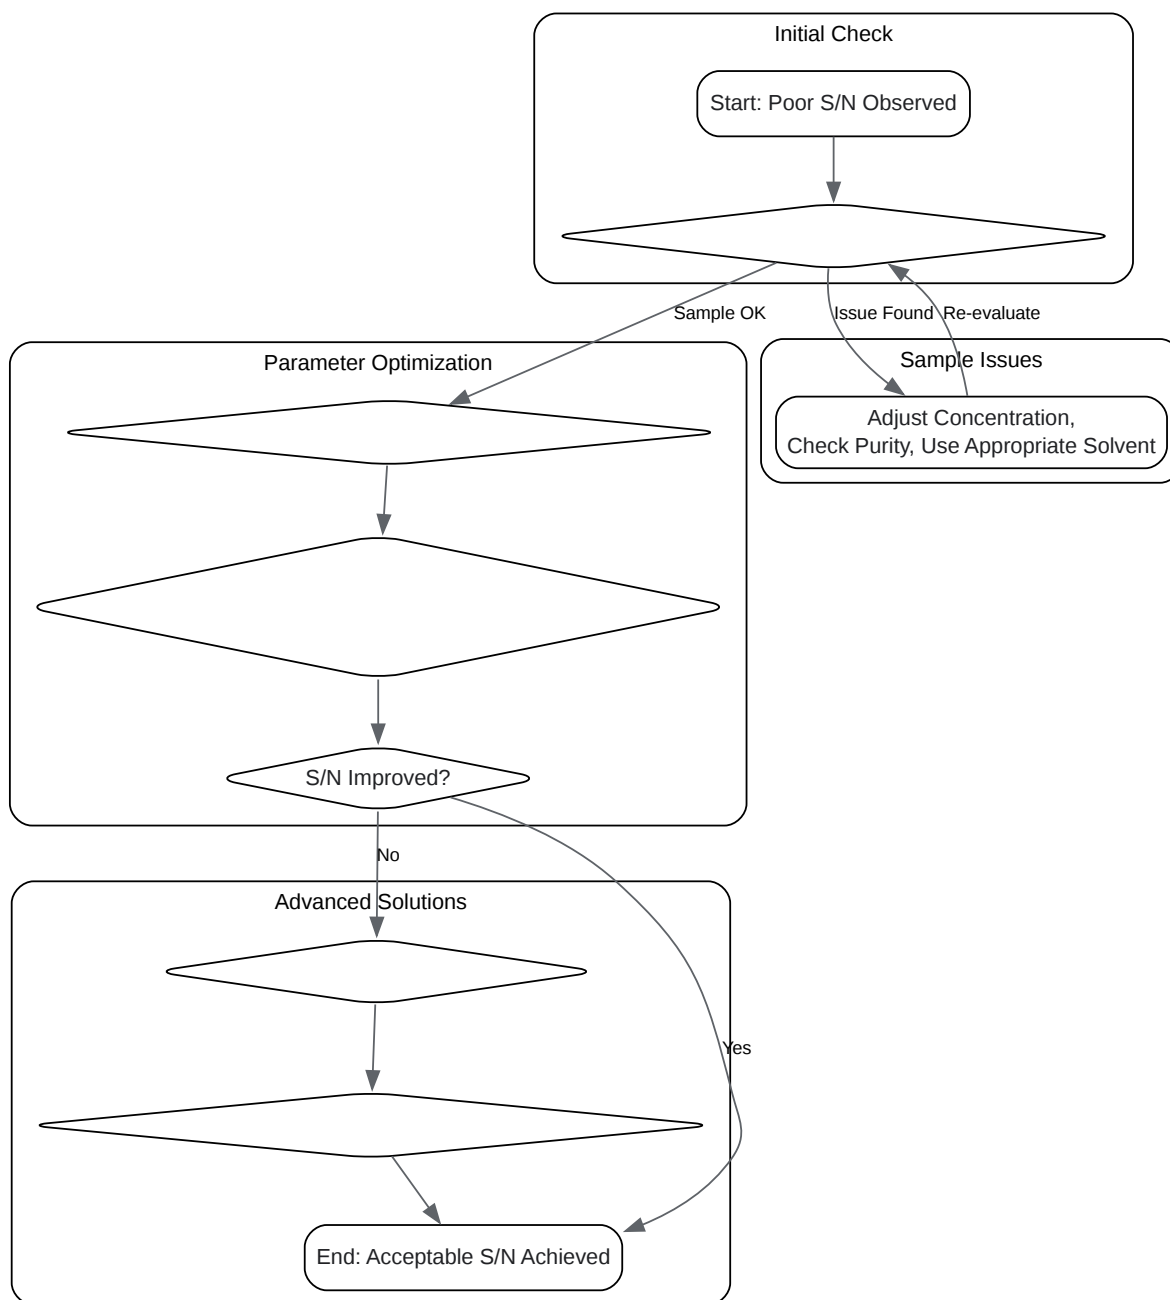 Initial Check
Start: Poor S/N Observed
Sample OK
Issue Found
Re-evaluate
Parameter Optimization
Sample Issues
Adjust Concentration,
Check Purity, Use Appropriate Solvent
S/N Improved?
No
Advanced Solutions
Yes
End: Acceptable S/N Achieved